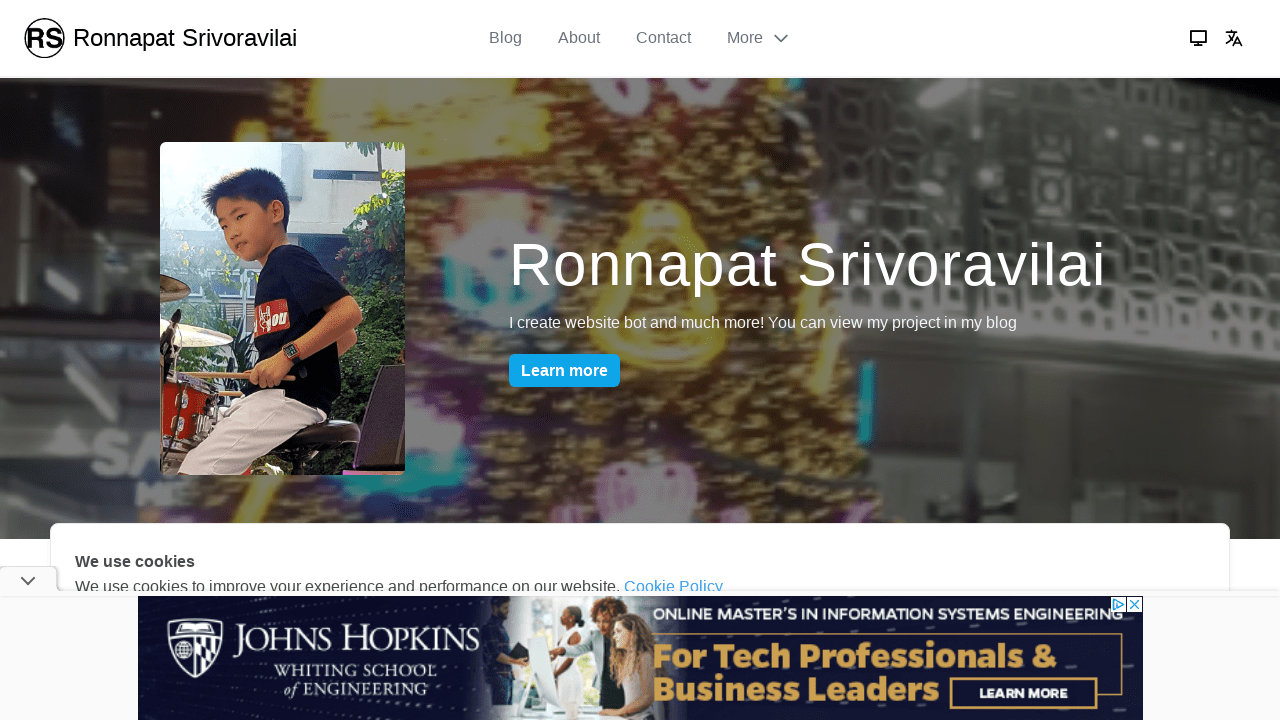 RS Ronnapat Srivoravilai
Blog
About
Contact
More
Ronnapat Srivoravilai
I create website bot and much more! You can view my project in my blog
Learn more
We use cookies
We use cookies to improve your experience and performance on our website. Cookie Policy
JOHNS HOPKINS
WHITING SCHOOL
of ENGINEERING
ONLINE MASTER'S IN INFORMATION SYSTEMS ENGINEERING
For Tech Professionals &
Business Leaders
LEARN MORE